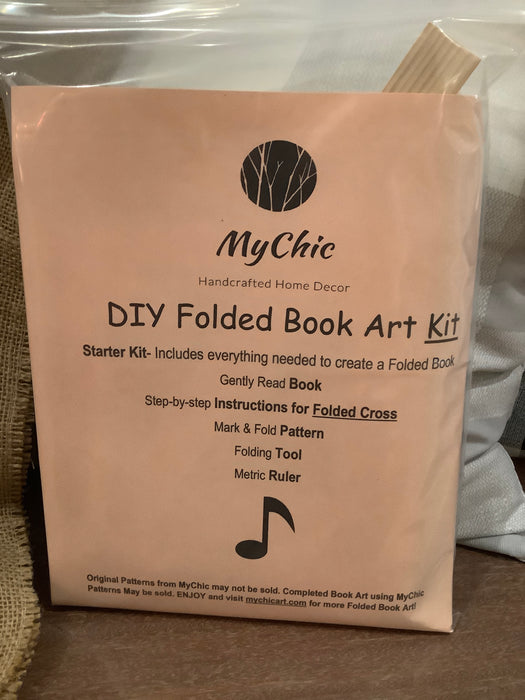 MyChic
Handcrafted Home Decor
DIY Folded Book Art Kit
Starter Kit- Includes everything needed to create a Folded Book
Gently Read Book
Step-by-step Instructions for Folded Cross
Mark & Fold Pattern
Folding Tool
Metric Ruler
Original Patterns from MyChic may not be sold. Completed Book Art using MyChic
Patterns May be sold. ENJOY and visit mychicart.com for more Folded Book Art!